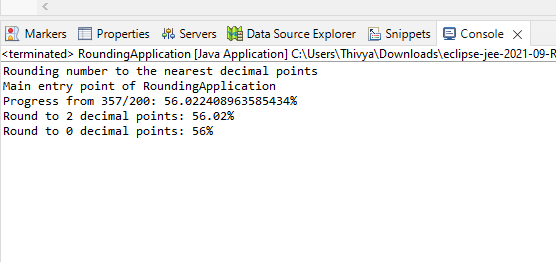 Markers Properties Servers Data Source Explorer Snippets Console
<terminated> RoundingApplication [Java Application] C:\Users\Thivya\Downloads\eclipse-jee-2021-09-R
Rounding number to the nearest decimal points
Main entry point of RoundingApplication
Progress from 357/200: 56.022408963585434%
Round to 2 decimal points: 56.02%
Round to 0 decimal points: 56%